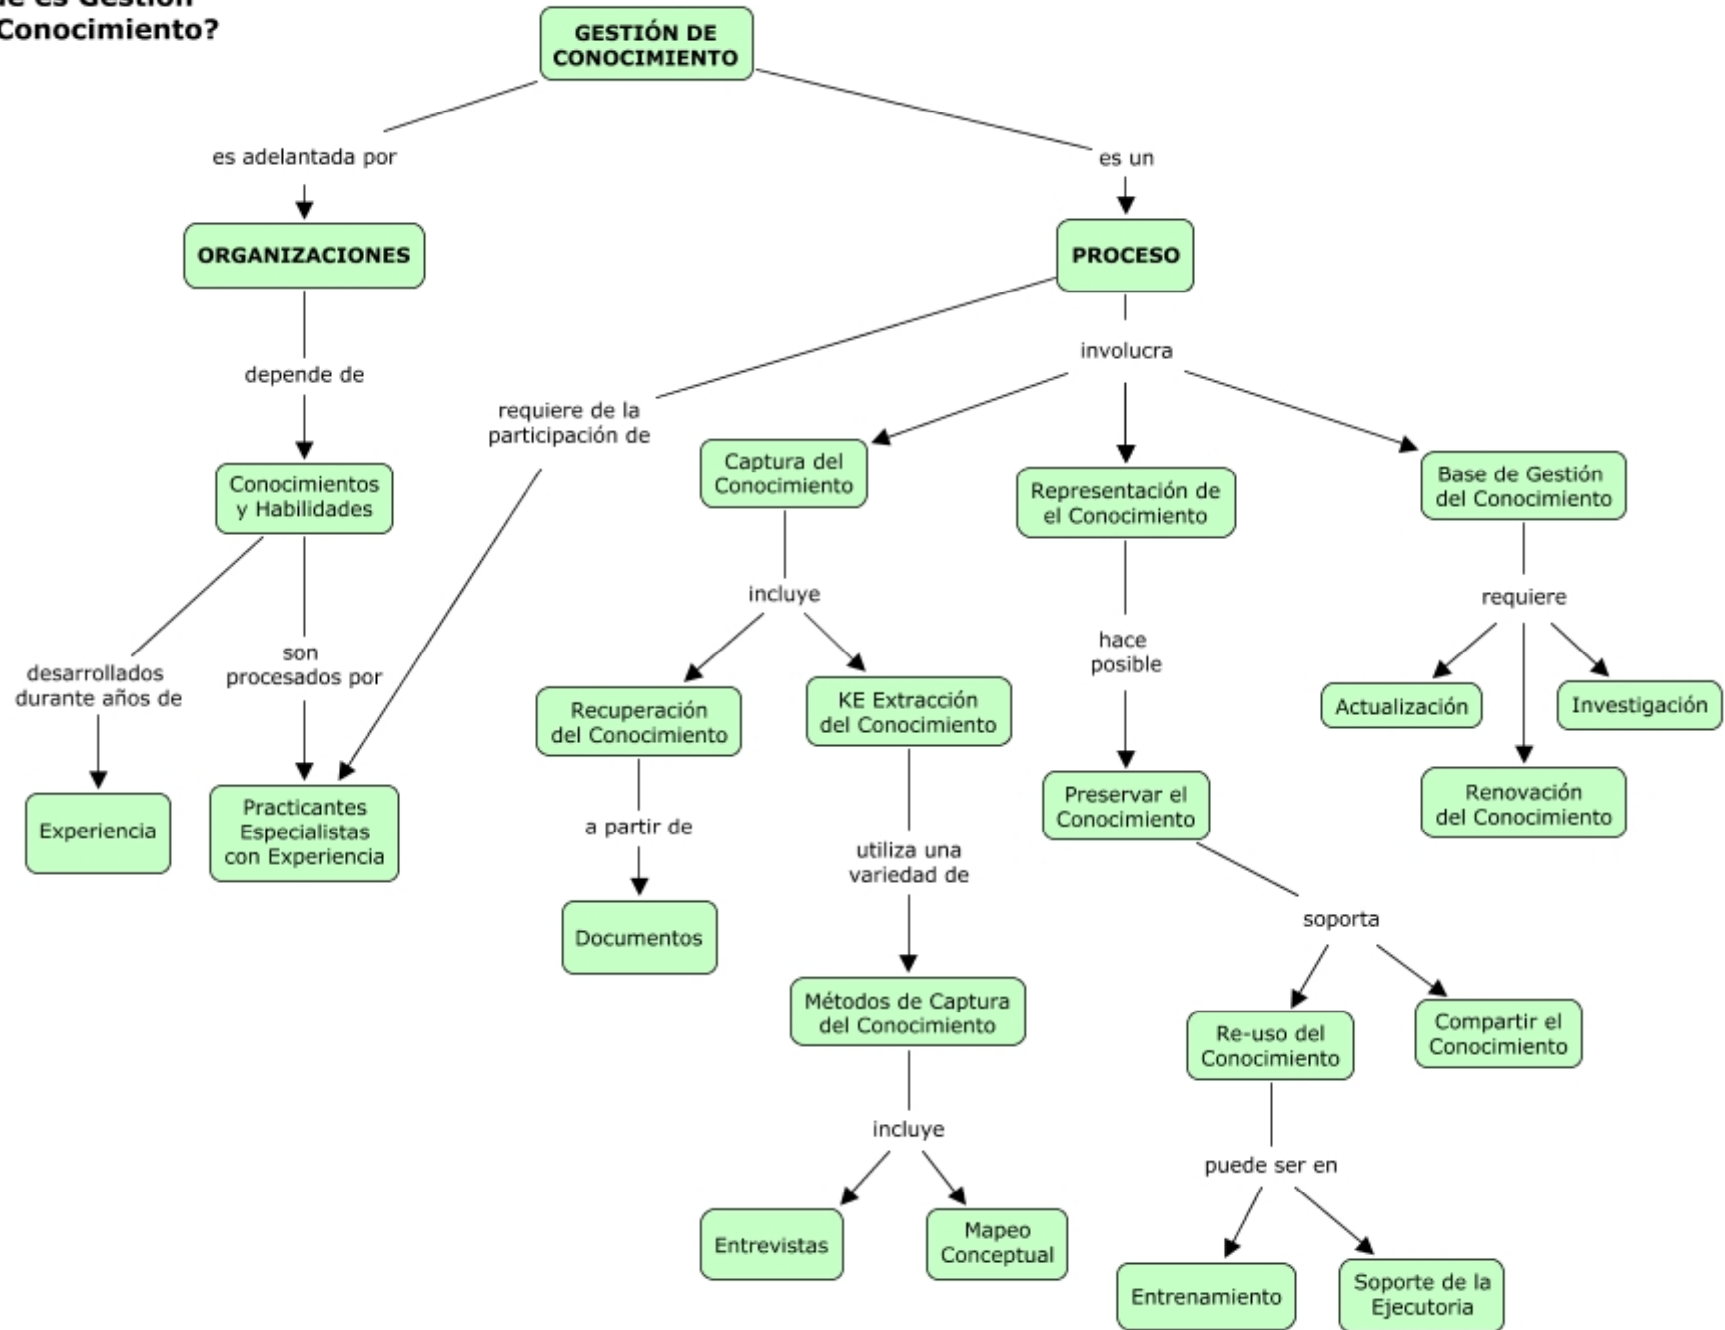 es Gestión
Conocimiento?
GESTIÓN DE
CONOCIMIENTO
es adelantada por
es un
ORGANIZACIONES
PROCESO
depende de
involucra
requiere de la
participación de
Conocimientos
y Habilidades
Captura del
Conocimiento
Representación de
el Conocimiento
Base de Gestión
del Conocimiento
incluye
requiere
hace
posible
desarrollados
durante años de
son
procesados por
Recuperación
del Conocimiento
KE Extracción
del Conocimiento
Actualización
Investigación
Experiencia
Practicantes
Especialistas
con Experiencia
a partir de
utiliza una
variedad de
Preservar el
Conocimiento
Renovación
del Conocimiento
Documentos
soporta
Métodos de Captura
del Conocimiento
Re-uso del
Conocimiento
Compartir el
Conocimiento
incluye
puede ser en
Entrevistas
Mapeo
Conceptual
Entrenamiento
Soporte de la
Ejecutoria